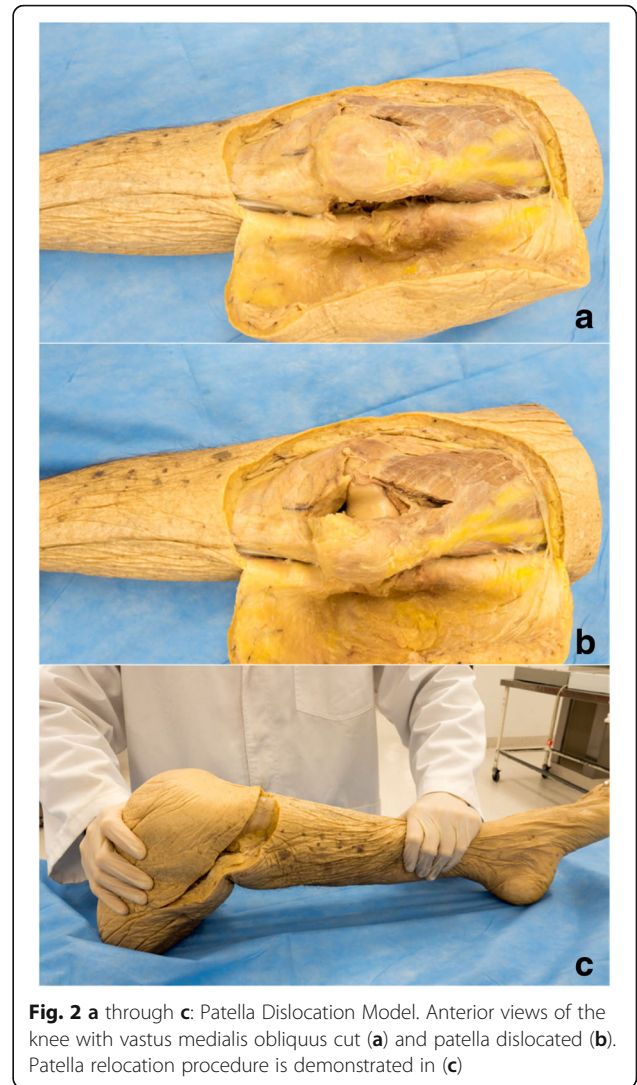 a
b
c
Fig. 2 a through c: Patella Dislocation Model. Anterior views of the
knee with vastus medialis obliquus cut (a) and patella dislocated (b).
Patella relocation procedure is demonstrated in (c)